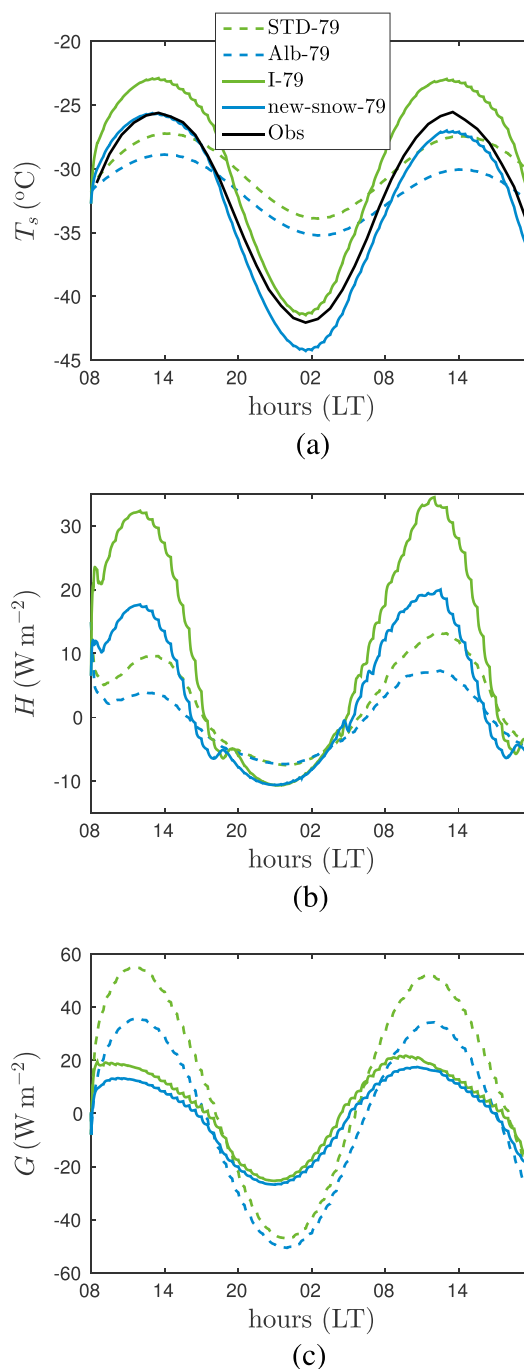 STD-79
Alb-79
I-79
new-snow-79
Obs
-20
-25
-30
-35
-40
-45
T_s (°C)
08 14 20 02 08 14
hours (LT)
(a)
30
20
10
0
-10
H (W m⁻²)
08 14 20 02 08 14
hours (LT)
(b)
60
40
20
0
-20
-40
-60
G (W m⁻²)
08 14 20 02 08 14
hours (LT)
(c)